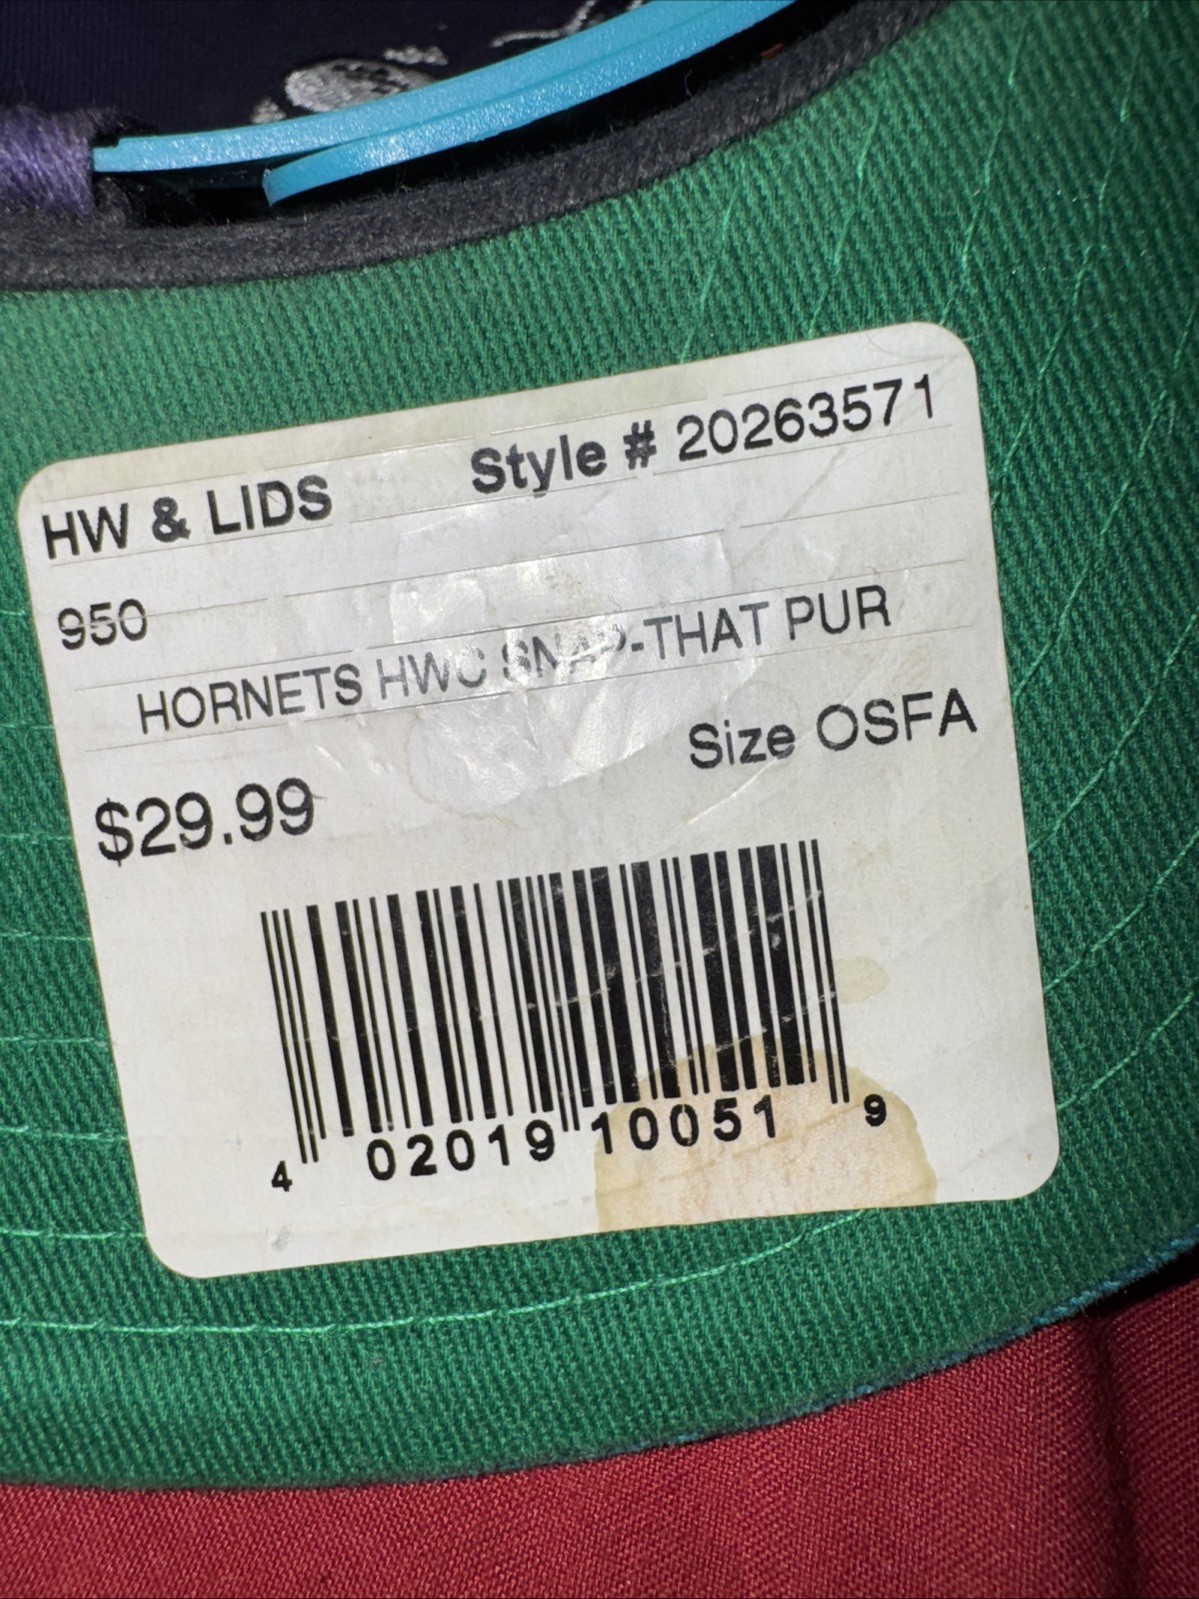 HW & LIDS Style # 20263571
950
HORNETS HWC SNAP-THAT PUR
Size OSFA
$29.99
4 02019 10051 9